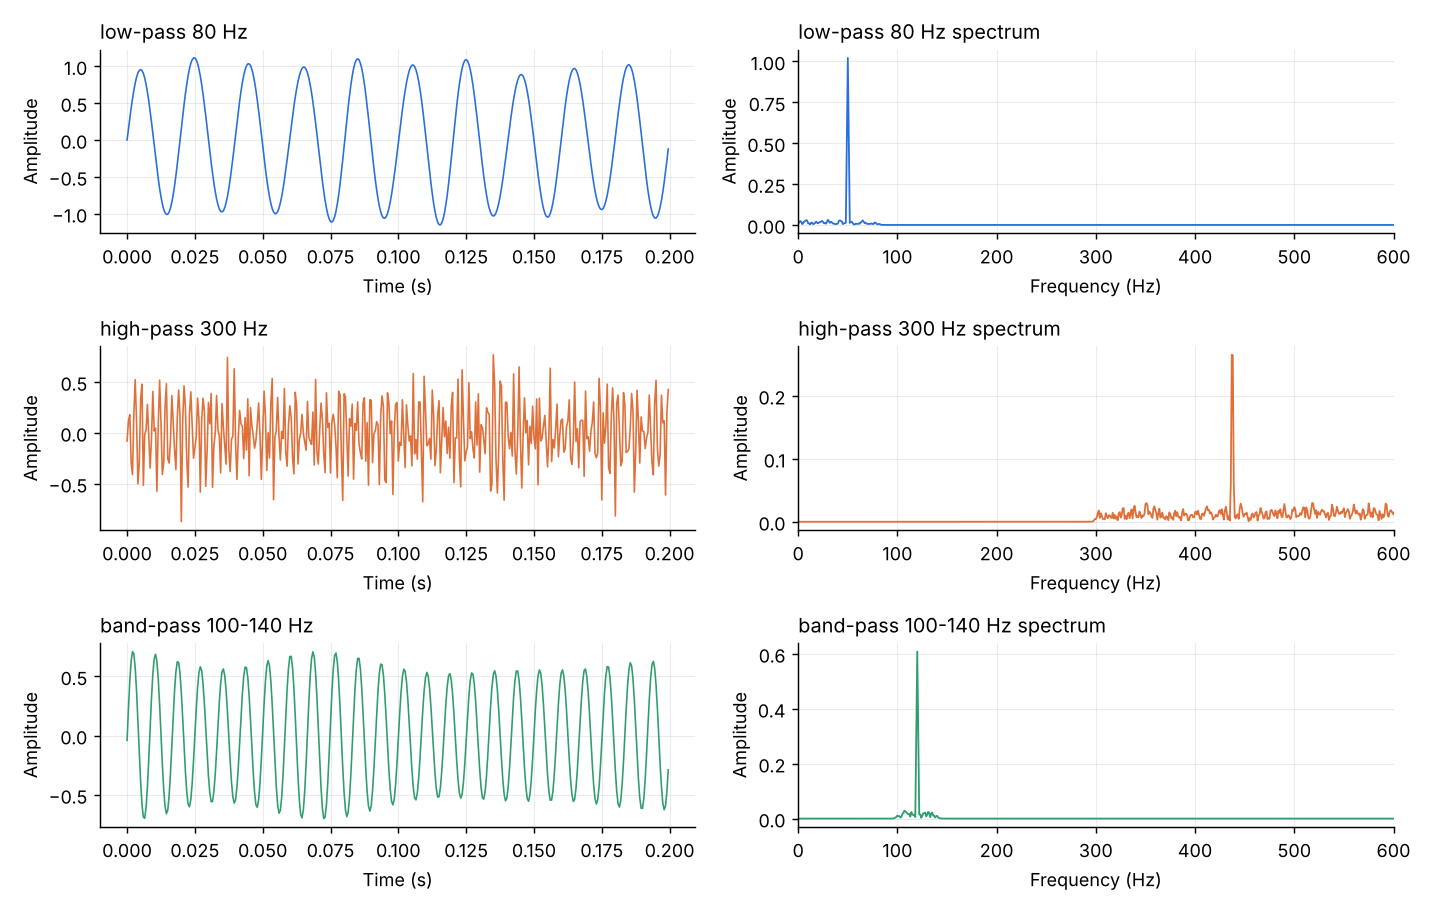 low-pass 80 Hz
Amplitude
1.0
0.5
0.0
−0.5
−1.0
0.000 0.025 0.050 0.075 0.100 0.125 0.150 0.175 0.200
Time (s)
low-pass 80 Hz spectrum
Amplitude
1.00
0.75
0.50
0.25
0.00
0 100 200 300 400 500 600
Frequency (Hz)
high-pass 300 Hz
Amplitude
0.5
0.0
−0.5
0.000 0.025 0.050 0.075 0.100 0.125 0.150 0.175 0.200
Time (s)
high-pass 300 Hz spectrum
Amplitude
0.2
0.1
0.0
0 100 200 300 400 500 600
Frequency (Hz)
band-pass 100-140 Hz
Amplitude
0.5
0.0
−0.5
0.000 0.025 0.050 0.075 0.100 0.125 0.150 0.175 0.200
Time (s)
band-pass 100-140 Hz spectrum
Amplitude
0.6
0.4
0.2
0.0
0 100 200 300 400 500 600
Frequency (Hz)